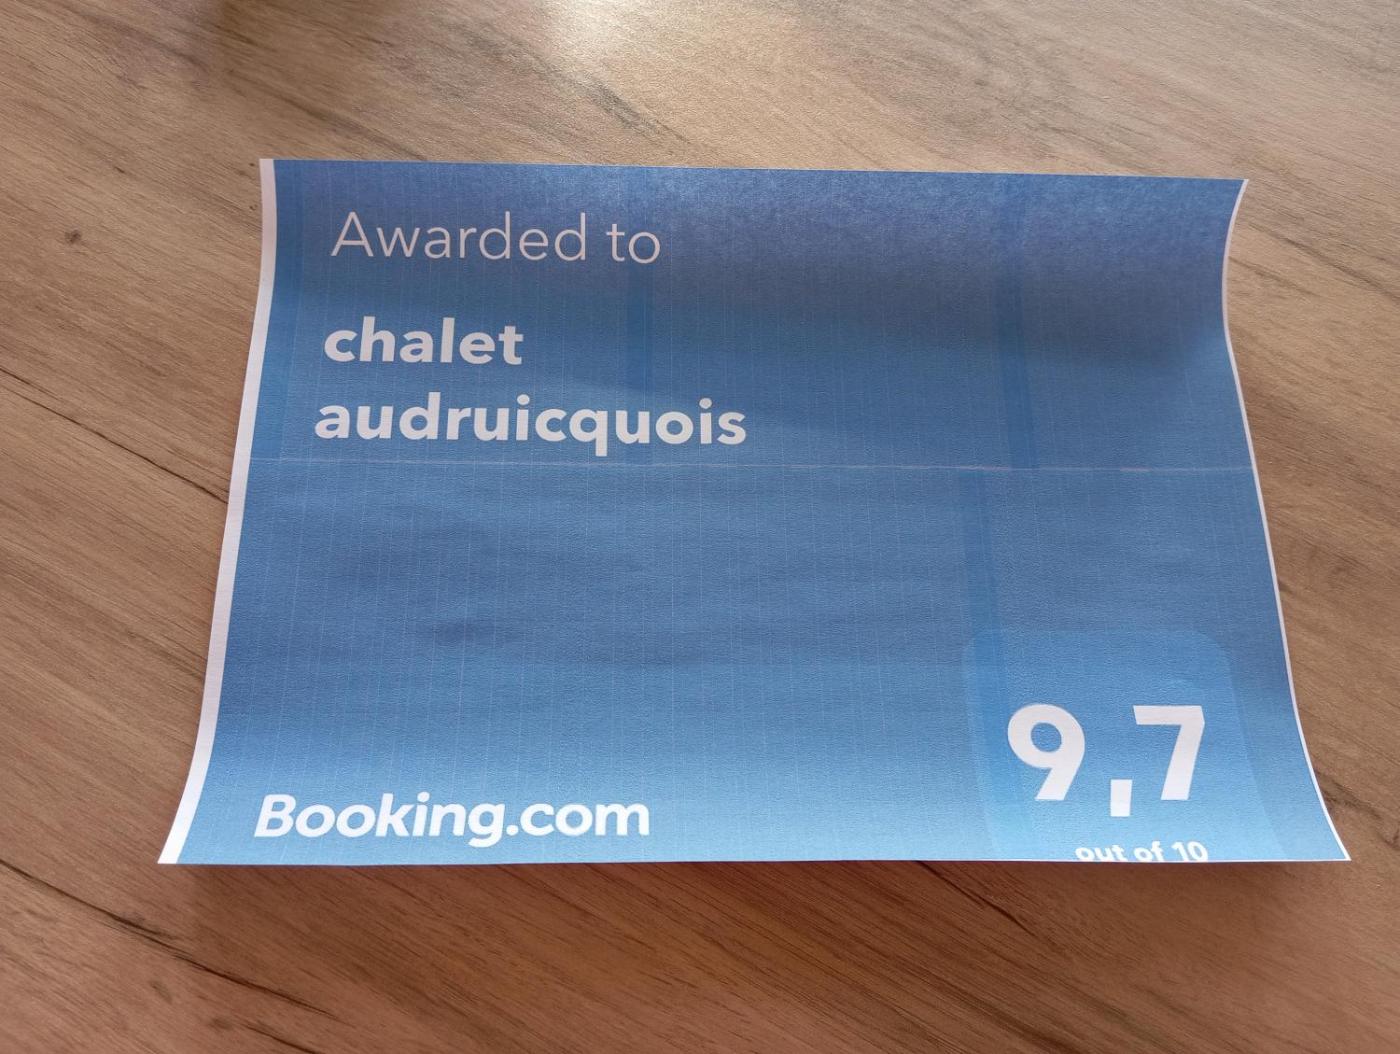 Awarded to
chalet
audruicquois
9,7
Booking.com
out of 10